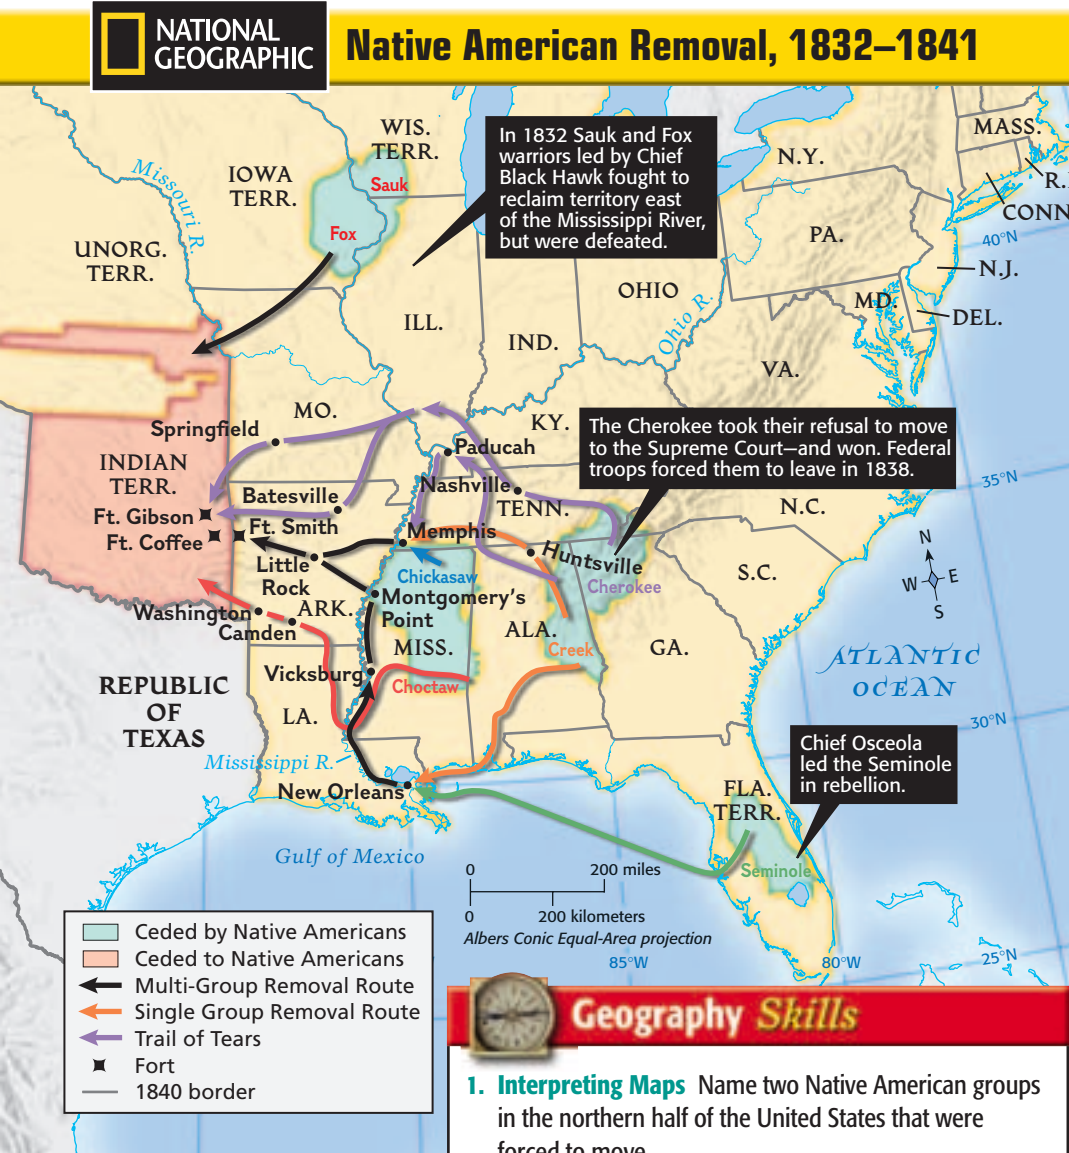 NATIONAL
GEOGRAPHIC
Native American Removal, 1832–1841
WIS.
TERR.
IOWA
TERR.
Sauk
Fox
Missouri R.
UNORG.
TERR.
In 1832 Sauk and Fox
warriors led by Chief
Black Hawk fought to
reclaim territory east
of the Mississippi River,
but were defeated.
N.Y.
MASS.
CONN
PA.
40°N
N.J.
OHIO
MD.
DEL.
ILL.
IND.
Ohio R.
VA.
MO.
KY.
The Cherokee took their refusal to move
to the Supreme Court—and won. Federal
troops forced them to leave in 1838.
Springfield
Paducah
INDIAN
TERR.
35°N
Nashville
Batesville
TENN.
N.C.
Ft. Gibson
Ft. Smith
Ft. Coffee
Memphis
Huntsville
N
W
E
S
Little
Rock
Chickasaw
Cherokee
S.C.
Montgomery's
Point
Washington
ARK.
Camden
ALA.
MISS.
Creek
GA.
ATLANTIC
OCEAN
Vicksburg
Choctaw
REPUBLIC
OF
TEXAS
LA.
30°N
Mississippi R.
Chief Osceola
led the Seminole
in rebellion.
New Orleans
FLA.
TERR.
Gulf of Mexico
Seminole
0
200 miles
0
200 kilometers
Albers Conic Equal-Area projection
85°W
80°W
25°N
Ceded by Native Americans
Ceded to Native Americans
Multi-Group Removal Route
Single Group Removal Route
Trail of Tears
Fort
1840 border
Geography Skills
1. Interpreting Maps Name two Native American groups
in the northern half of the United States that were
forced to move.